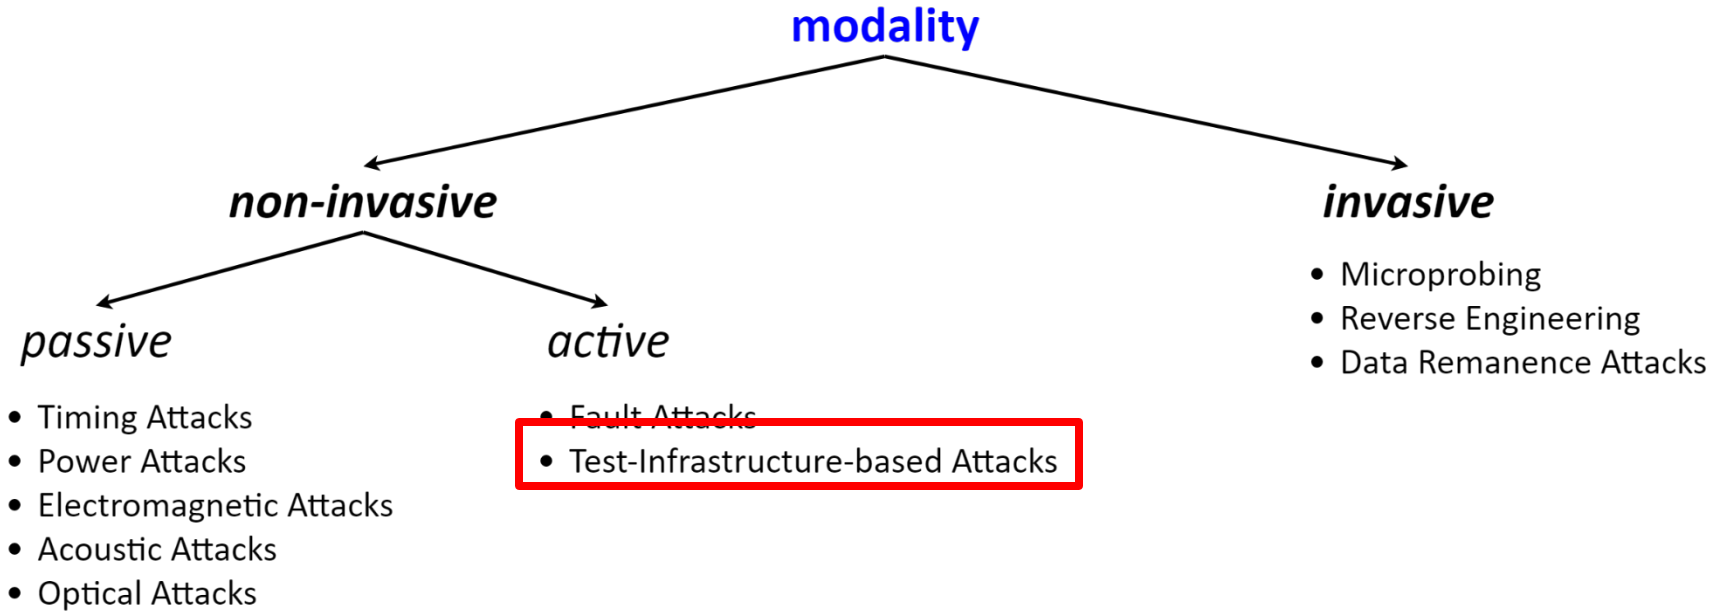 modality
non-invasive
invasive
passive
active
• Timing Attacks
• Power Attacks
• Electromagnetic Attacks
• Acoustic Attacks
• Optical Attacks
• Fault Attacks
• Test-Infrastructure-based Attacks
• Microprobing
• Reverse Engineering
• Data Remanence Attacks